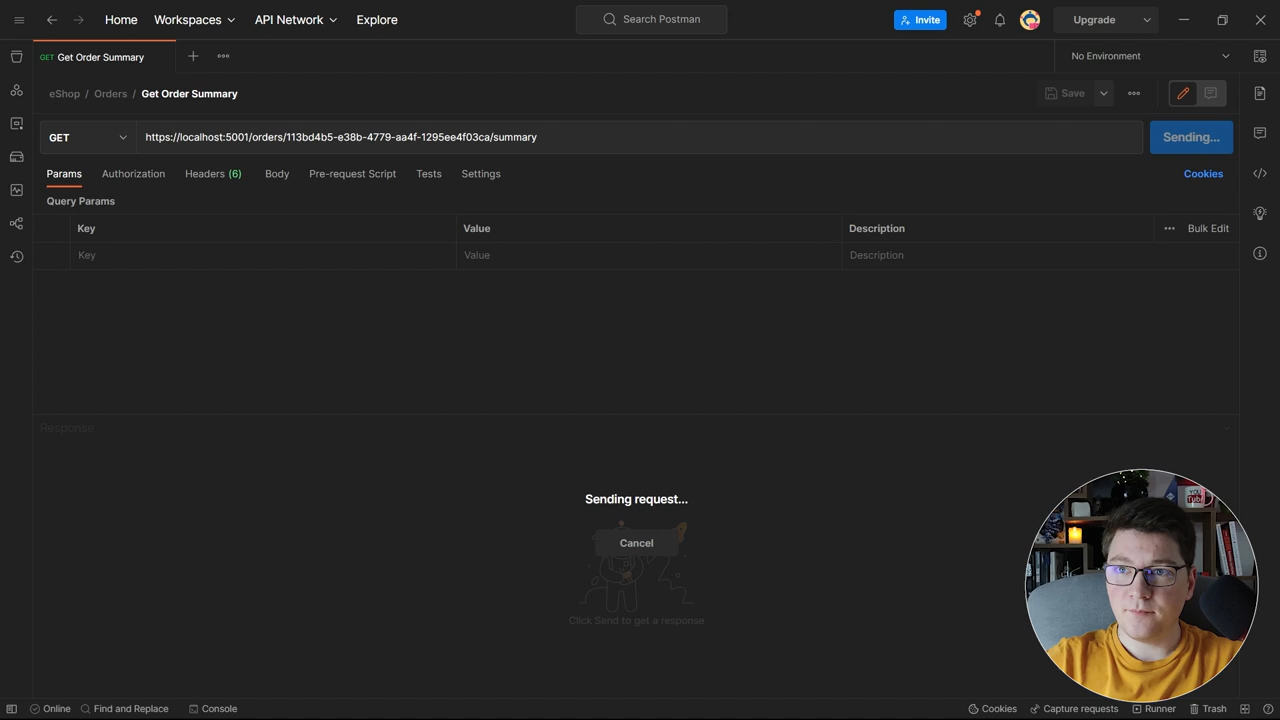 Home Workspaces API Network Explore Search Postman Invite Upgrade
GET Get Order Summary No Environment
eShop / Orders / Get Order Summary Save
GET https://localhost:5001/orders/113bd4b5-e38b-4779-aa4f-1295ee4f03ca/summary Sending...
Params Authorization Headers (6) Body Pre-request Script Tests Settings Cookies
Query Params
Key Value Description Bulk Edit
Key Value Description
Response
Sending request...
Cancel
Click Send to get a response
You
Tube
Online Find and Replace Console Cookies Capture requests Runner Trash